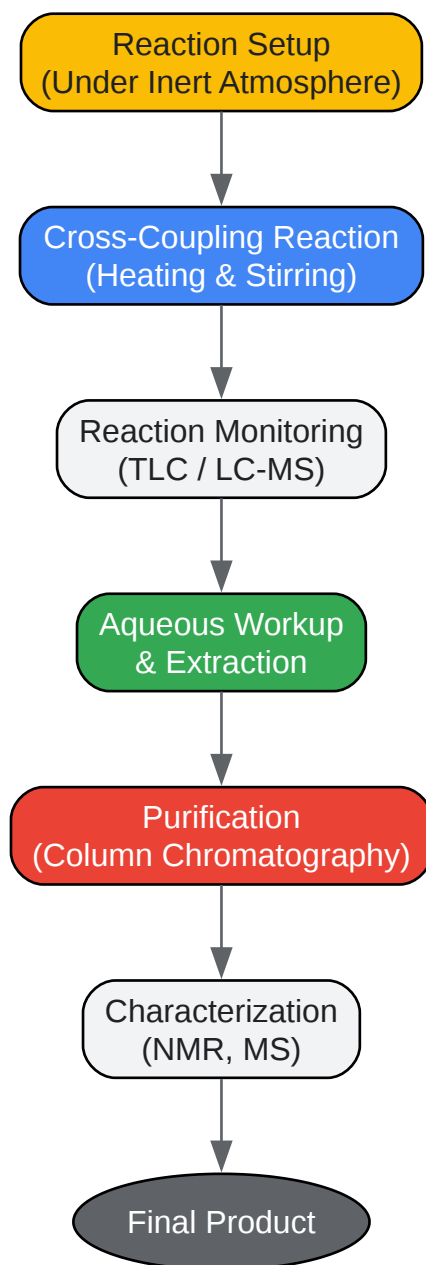 Reaction Setup
(Under Inert Atmosphere)
Cross-Coupling Reaction
(Heating & Stirring)
Reaction Monitoring
(TLC / LC-MS)
Aqueous Workup
& Extraction
Purification
(Column Chromatography)
Characterization
(NMR, MS)
Final Product